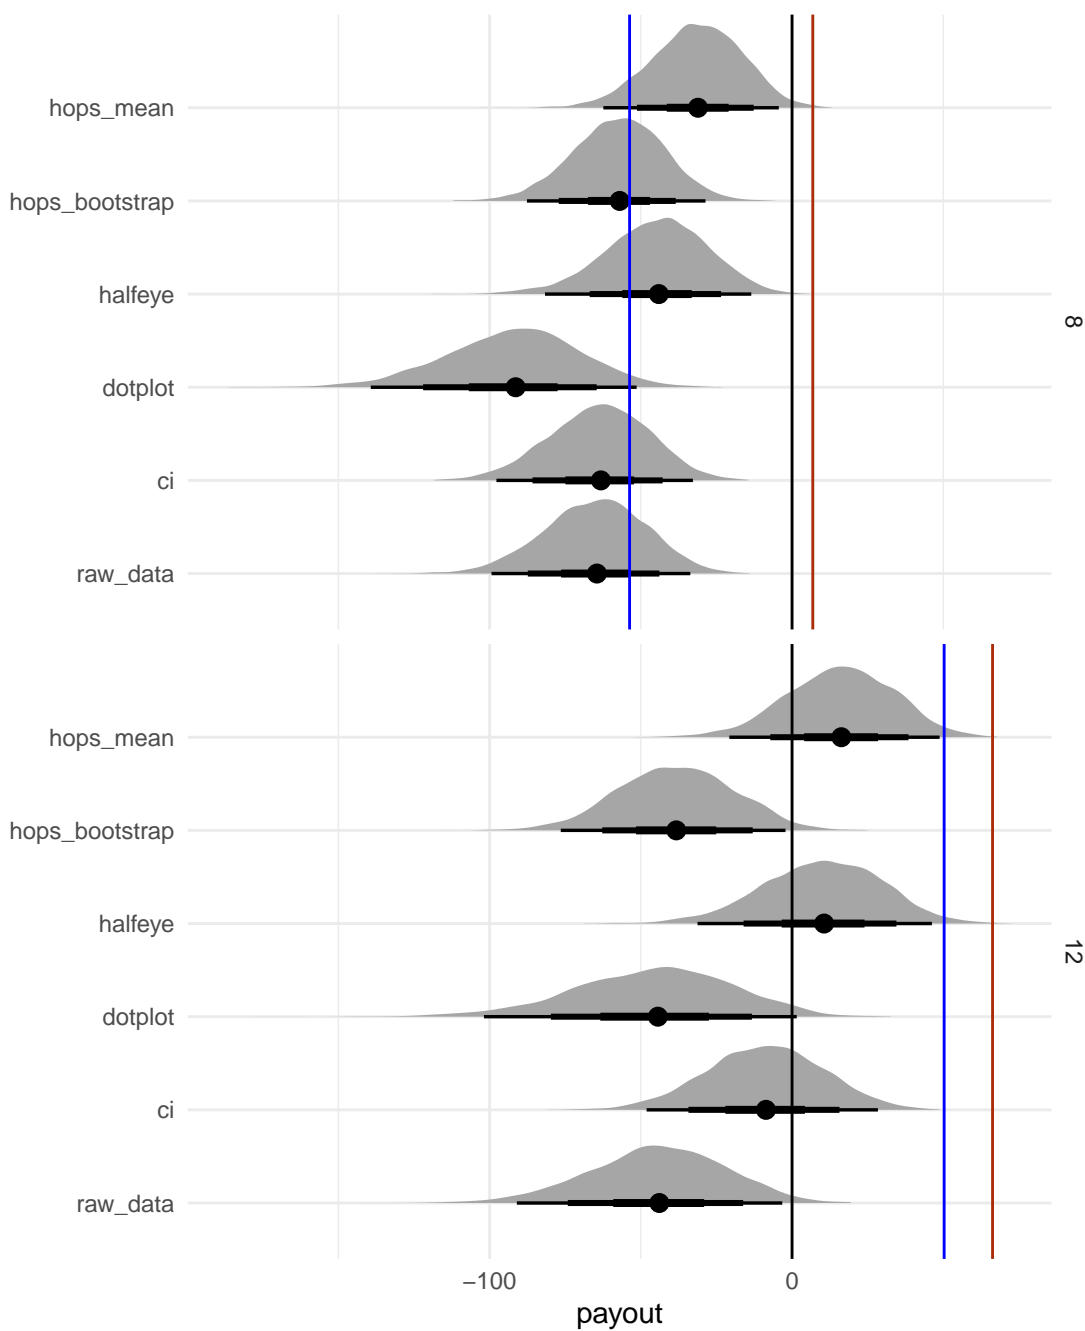 hops_mean
hops_bootstrap
halfeye
dotplot
ci
raw_data
8
hops_mean
hops_bootstrap
halfeye
dotplot
ci
raw_data
12
−100 0
payout